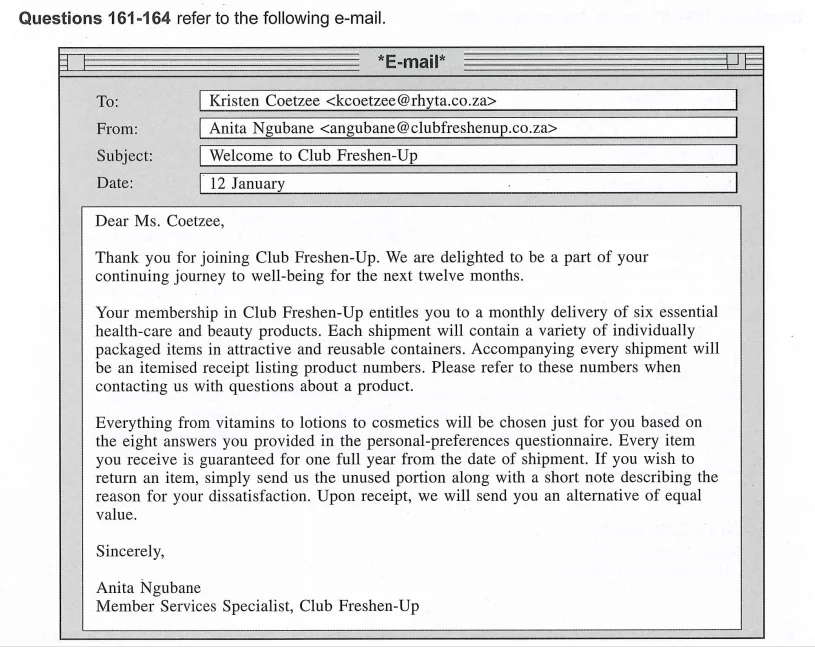 Questions 161-164 refer to the following e-mail.
*E-mail*
To: Kristen Coetzee <kcoetzee@rhyta.co.za>
From: Anita Ngubane <angubane@clubfreshenup.co.za>
Subject: Welcome to Club Freshen-Up
Date: 12 January
Dear Ms. Coetzee,
Thank you for joining Club Freshen-Up. We are delighted to be a part of your
continuing journey to well-being for the next twelve months.
Your membership in Club Freshen-Up entitles you to a monthly delivery of six essential
health-care and beauty products. Each shipment will contain a variety of individually
packaged items in attractive and reusable containers. Accompanying every shipment will
be an itemised receipt listing product numbers. Please refer to these numbers when
contacting us with questions about a product.
Everything from vitamins to lotions to cosmetics will be chosen just for you based on
the eight answers you provided in the personal-preferences questionnaire. Every item
you receive is guaranteed for one full year from the date of shipment. If you wish to
return an item, simply send us the unused portion along with a short note describing the
reason for your dissatisfaction. Upon receipt, we will send you an alternative of equal
value.
Sincerely,
Anita Ngubane
Member Services Specialist, Club Freshen-Up